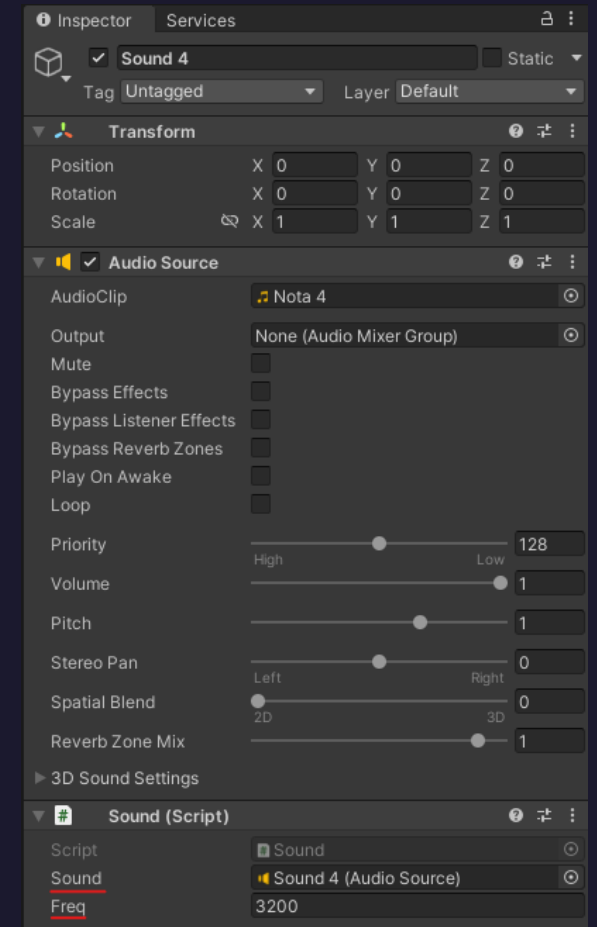 Inspector Services
Sound 4 Static
Tag Untagged Layer Default
Transform
Position X 0 Y 0 Z 0
Rotation X 0 Y 0 Z 0
Scale X 1 Y 1 Z 1
Audio Source
AudioClip Nota 4
Output None (Audio Mixer Group)
Mute
Bypass Effects
Bypass Listener Effects
Bypass Reverb Zones
Play On Awake
Loop
Priority 128
High Low
Volume 1
Pitch 1
Stereo Pan 0
Left Right
Spatial Blend 0
2D 3D
Reverb Zone Mix 1
3D Sound Settings
# Sound (Script)
Script Sound
Sound Sound 4 (Audio Source)
Freq 3200